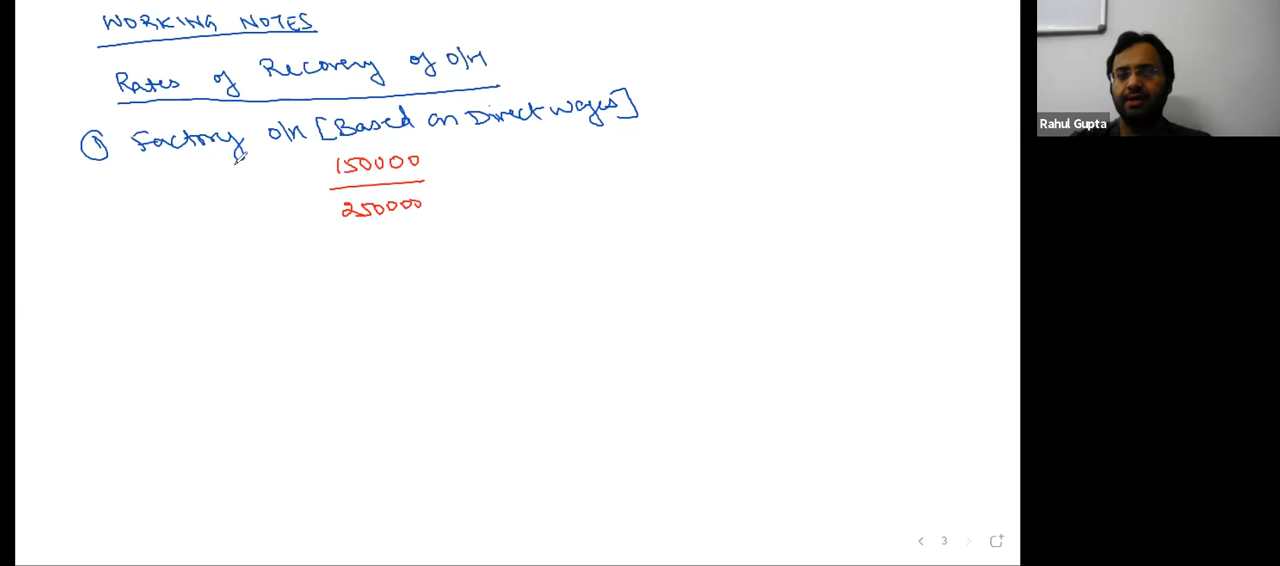 WORKING NOTES
Rates of Recovery of O/H
① Factory O/H [Based on Direct Wages]
150000
250000
Rahul Gupta
3